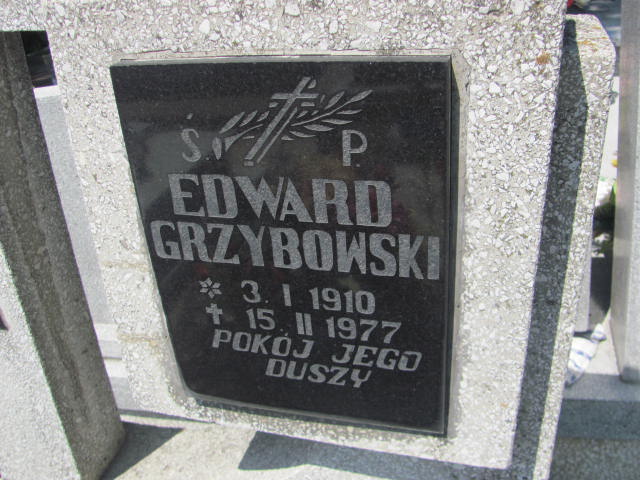 Ś. P.
EDWARD
GRZYBOWSKI
* 3. I 1910
✝ 15. II 1977
POKÓJ JEGO
DUSZY